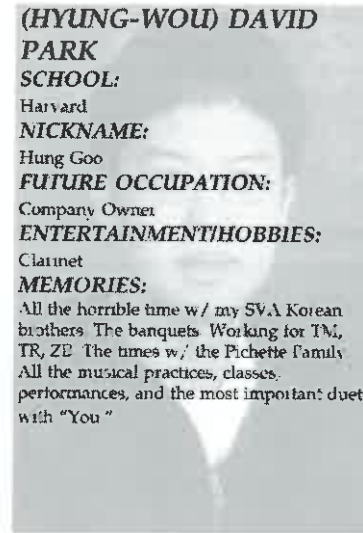 (HYUNG-WOU) DAVID
PARK
SCHOOL:
Harvard
NICKNAME:
Hung Goo
FUTURE OCCUPATION:
Company Owner
ENTERTAINMENT/HOBBIES:
Clarinet
MEMORIES:
All the horrible time w/ my SVA Korean
brothers. The banquets. Working for TM,
TR, ZE. The times w/ the Pichette Family.
All the musical practices, classes,
performances, and the most important duet
with "You"